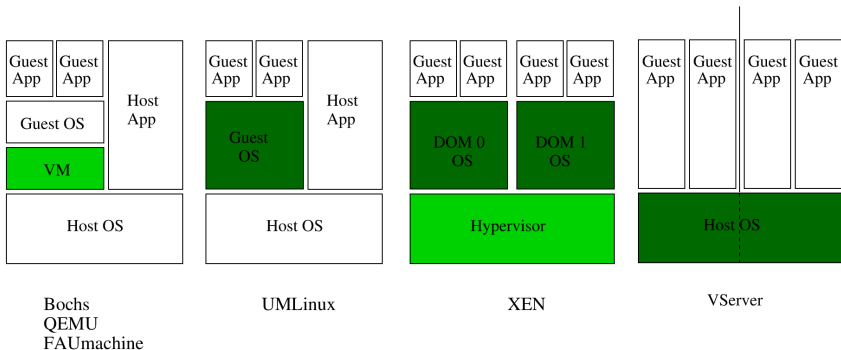 Guest
App
Guest
App
Host
App
Guest OS
VM
Host OS
Bochs
QEMU
FAUmachine
Guest
App
Guest
App
Host
App
Guest
OS
Host OS
UMLinux
Guest
App
Guest
App
Guest
App
Guest
App
DOM 0
OS
DOM 1
OS
Hypervisor
XEN
Guest
App
Guest
App
Guest
App
Guest
App
Host OS
VServer